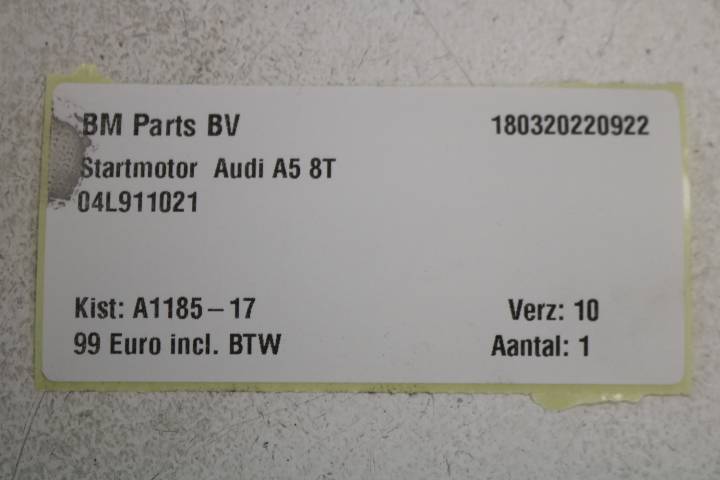 BM Parts BV 180320220922
Startmotor Audi A5 8T
04L911021
Kist: A1185-17 Verz: 10
99 Euro incl. BTW Aantal: 1